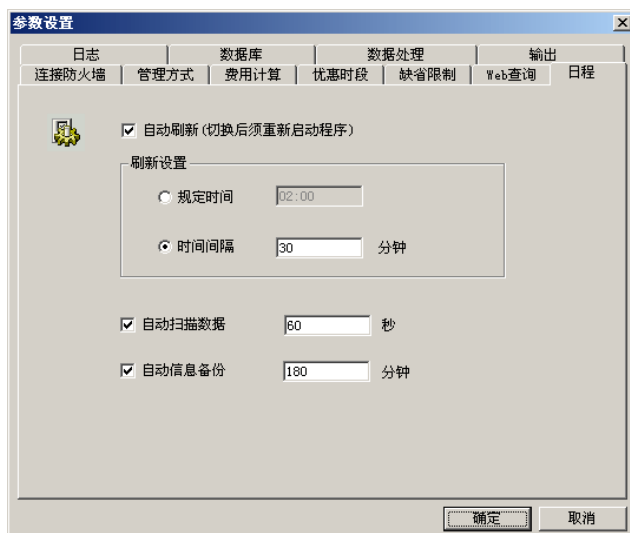 参数设置
日志 数据库 数据处理 输出
连接防火墙 管理方式 费用计算 优惠时段 缺省限制 Web查询 日程
自动刷新(切换后须重新启动程序)
刷新设置
规定时间 02:00
时间间隔 30 分钟
自动扫描数据 60 秒
自动信息备份 180 分钟
确定 取消